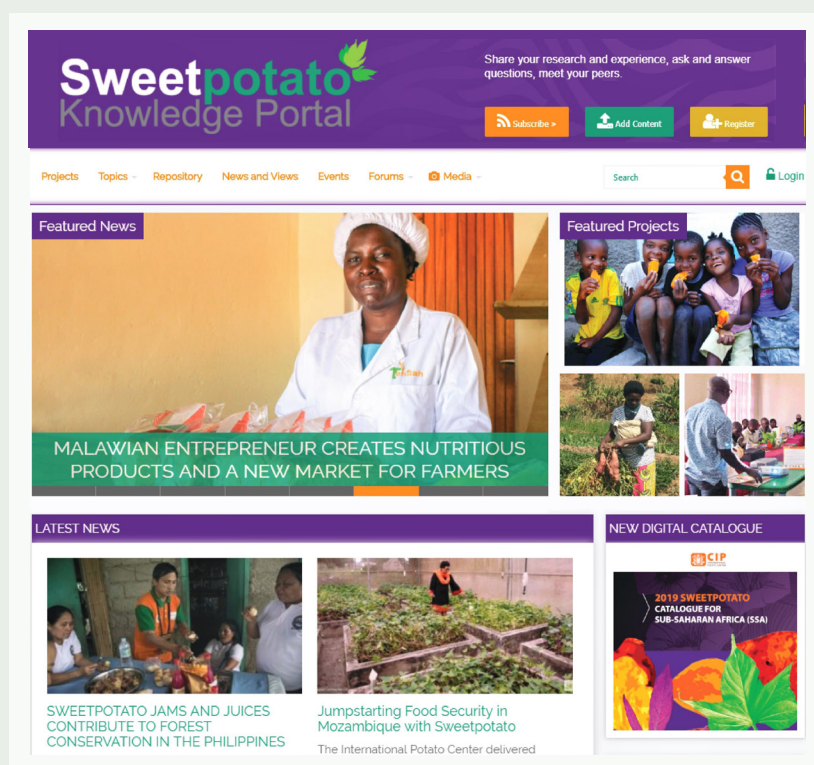 Sweetpotato
Knowledge Portal
Share your research and experience, ask and answer
questions, meet your peers.
Subscribe »
Add Content
Register
Projects Topics Repository News and Views Events Forums Media
Search
Login
Featured News
MALAWIAN ENTREPRENEUR CREATES NUTRITIOUS
PRODUCTS AND A NEW MARKET FOR FARMERS
Featured Projects
LATEST NEWS
SWEETPOTATO JAMS AND JUICES
CONTRIBUTE TO FOREST
CONSERVATION IN THE PHILIPPINES
Jumpstarting Food Security in
Mozambique with Sweetpotato
The International Potato Center delivered
NEW DIGITAL CATALOGUE
CIP
2019 SWEETPOTATO
CATALOGUE FOR
SUB-SAHARAN AFRICA (SSA)